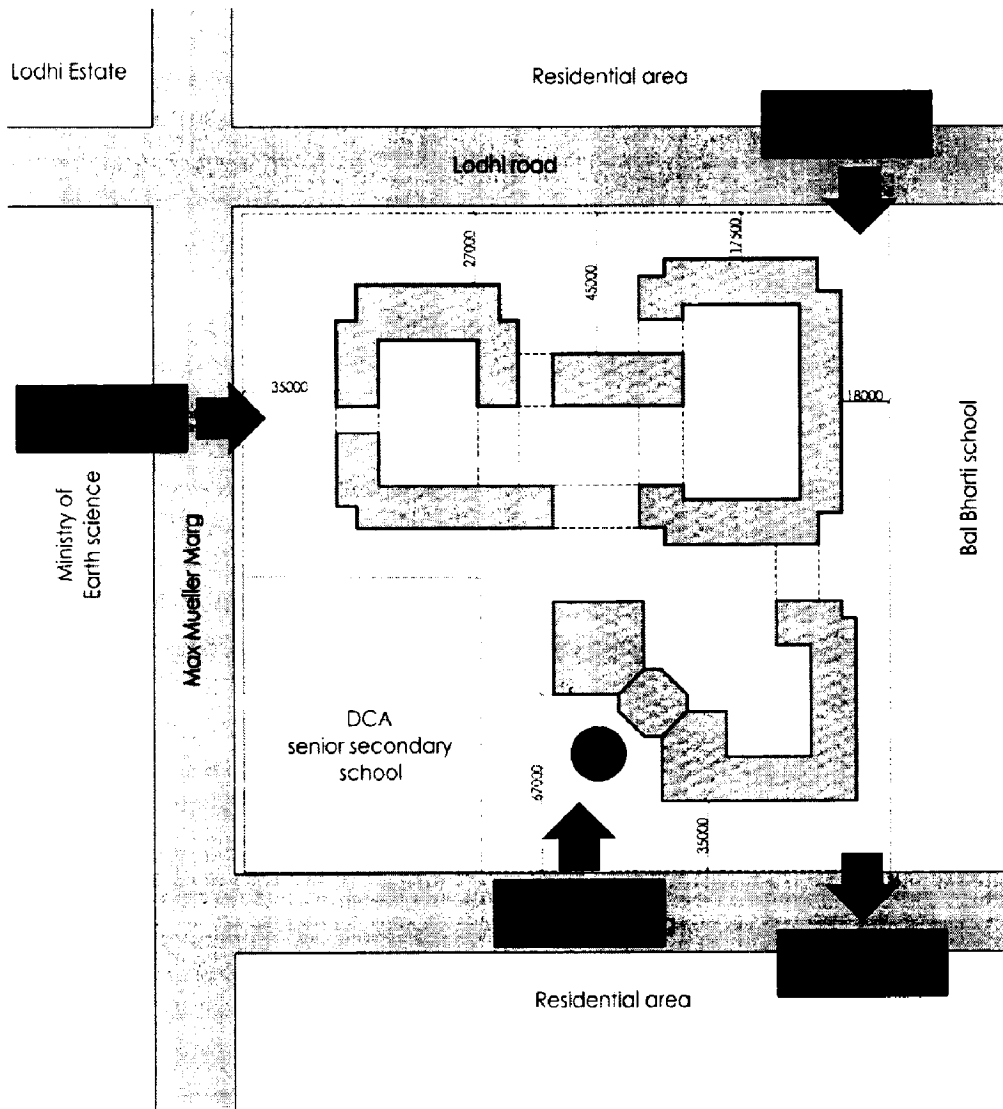 Lodhi Estate
Residential area
Lodhi road
27000
45000
17500
35000
18000
Ministry of
Earth science
Max Mueller Marg
Bal Bharti school
DCA
senior secondary
school
67000
35000
Residential area